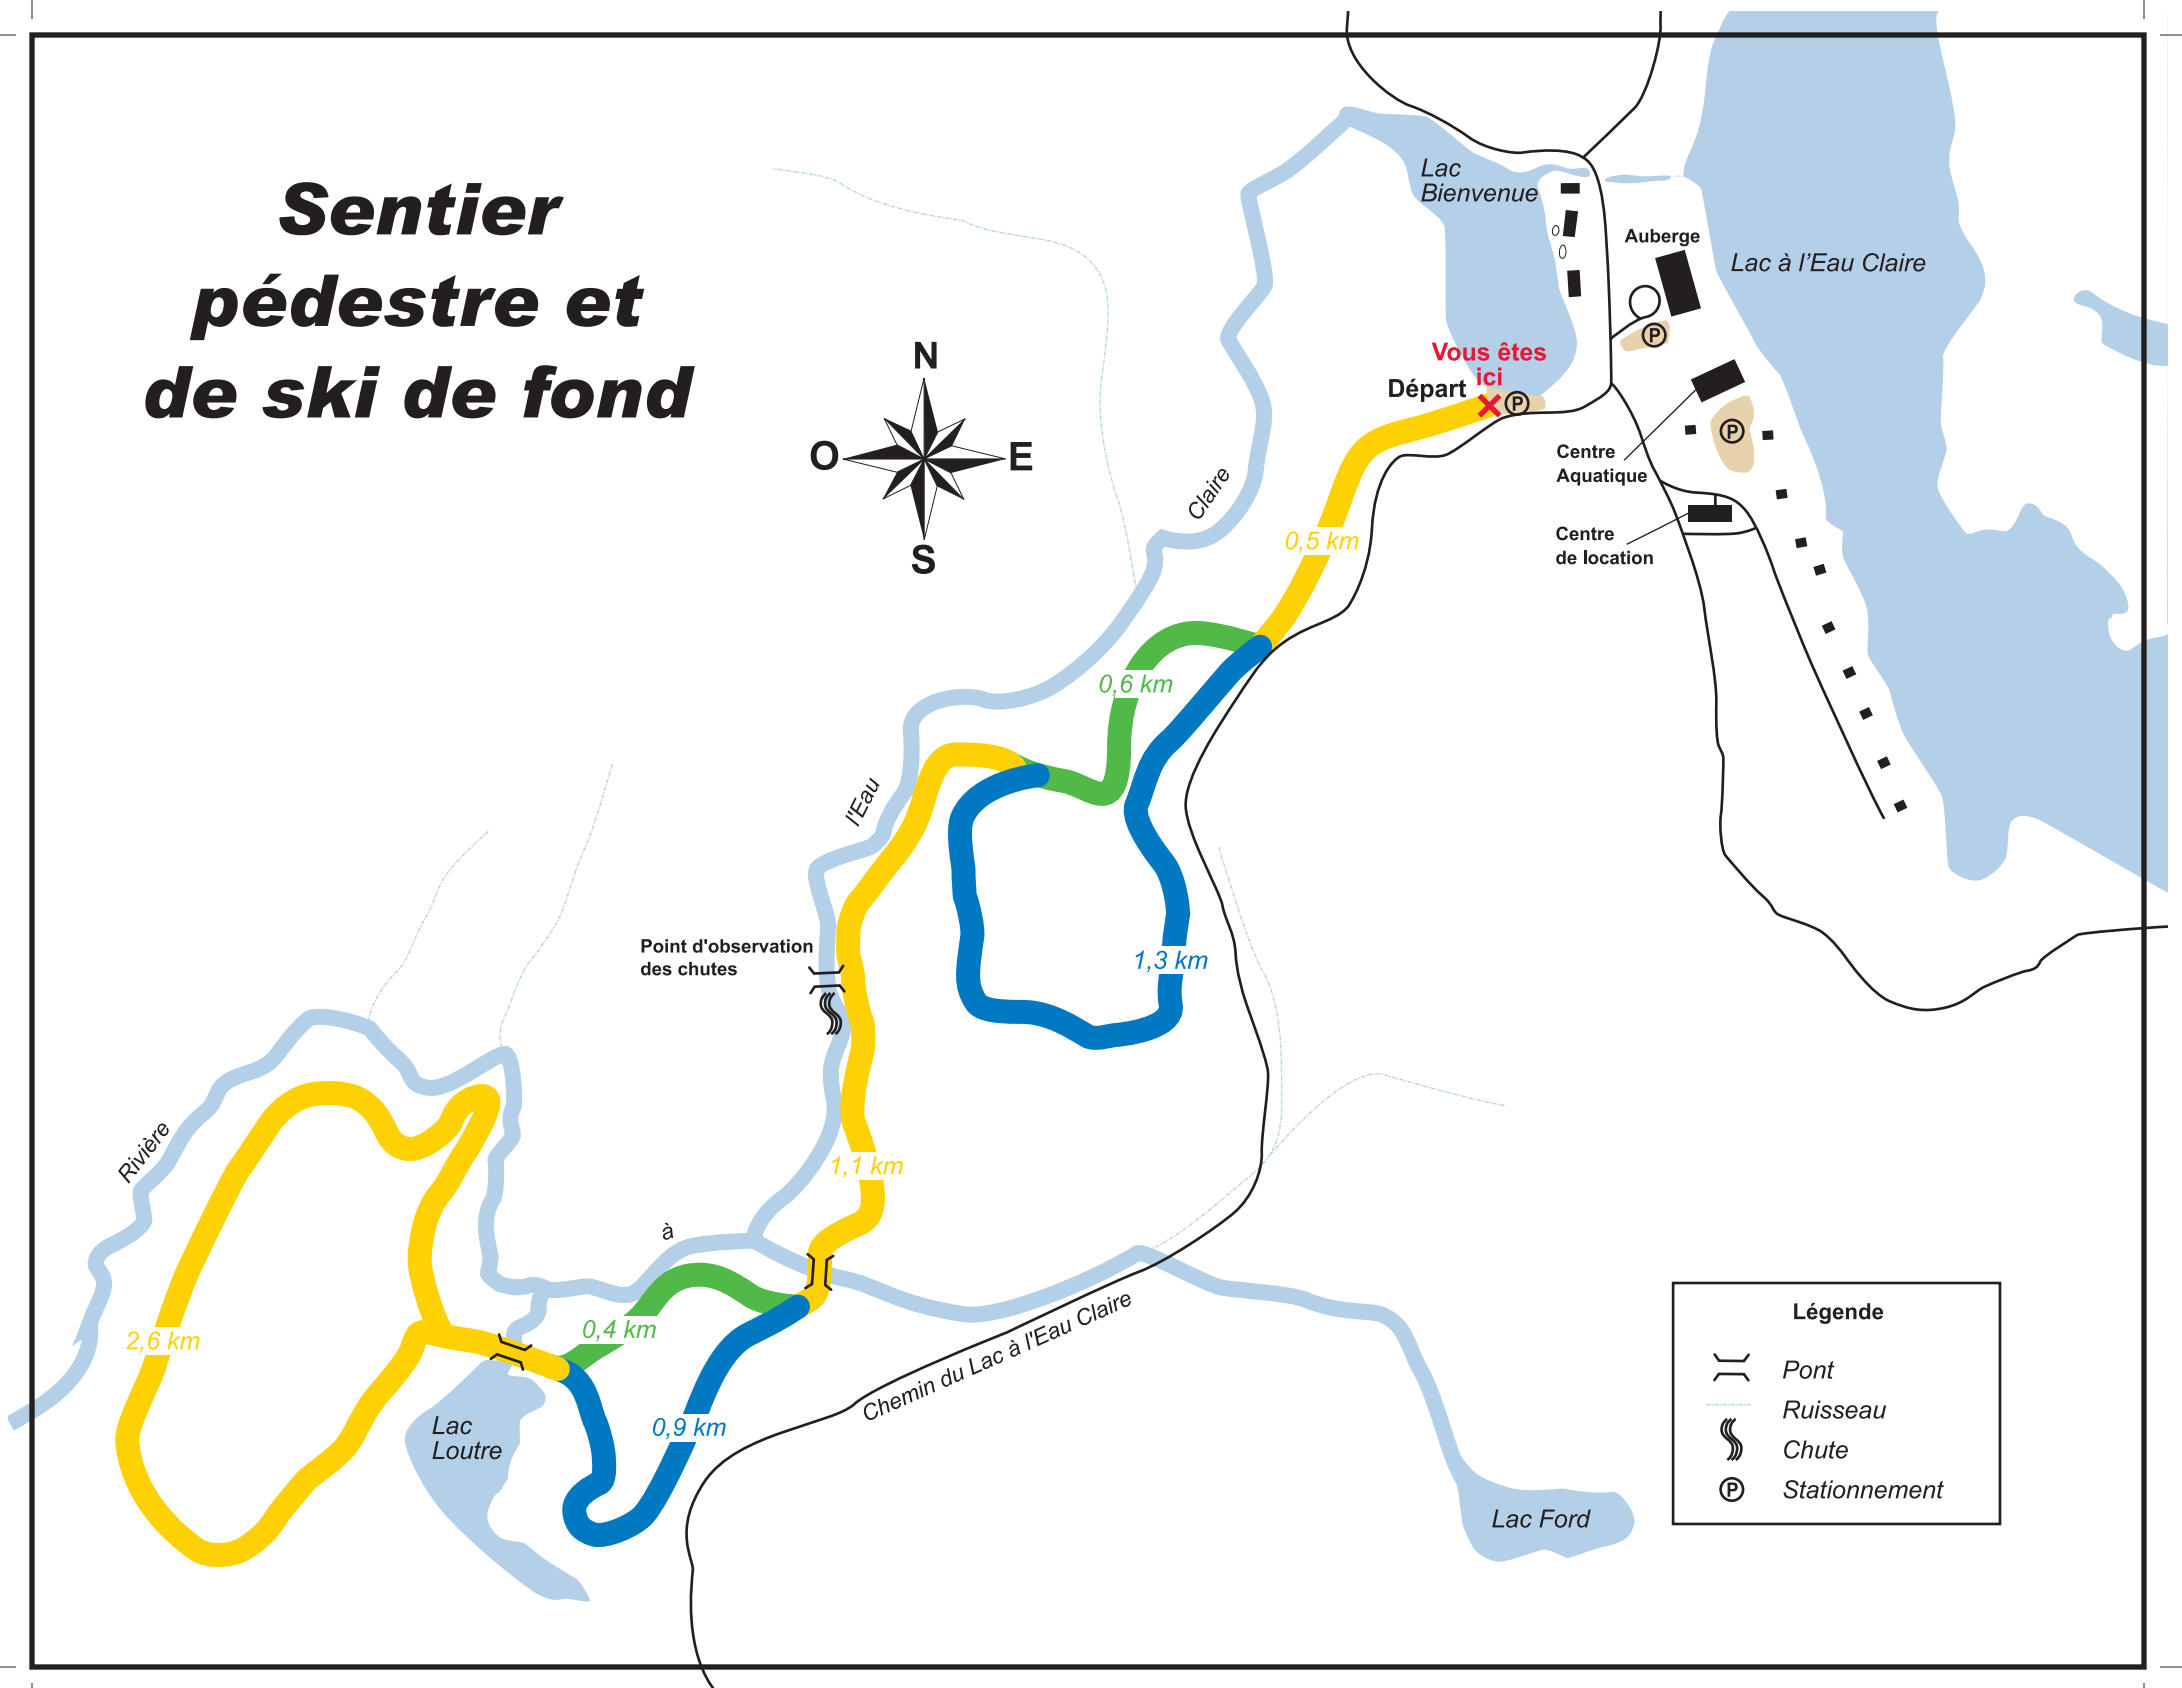 Sentier
pédestre et
de ski de fond
N
O
E
S
Lac
Bienvenue
Auberge
Lac à l'Eau Claire
P
Vous êtes
ici
Départ
P
P
Centre
Aquatique
Centre
de location
Claire
0,5 km
0,6 km
l'Eau
Point d'observation
des chutes
1,3 km
Rivière
1,1 km
à
2,6 km
0,4 km
Chemin du Lac à l'Eau Claire
0,9 km
Lac
Loutre
Lac Ford
Légende
Pont
Ruisseau
Chute
P
Stationnement